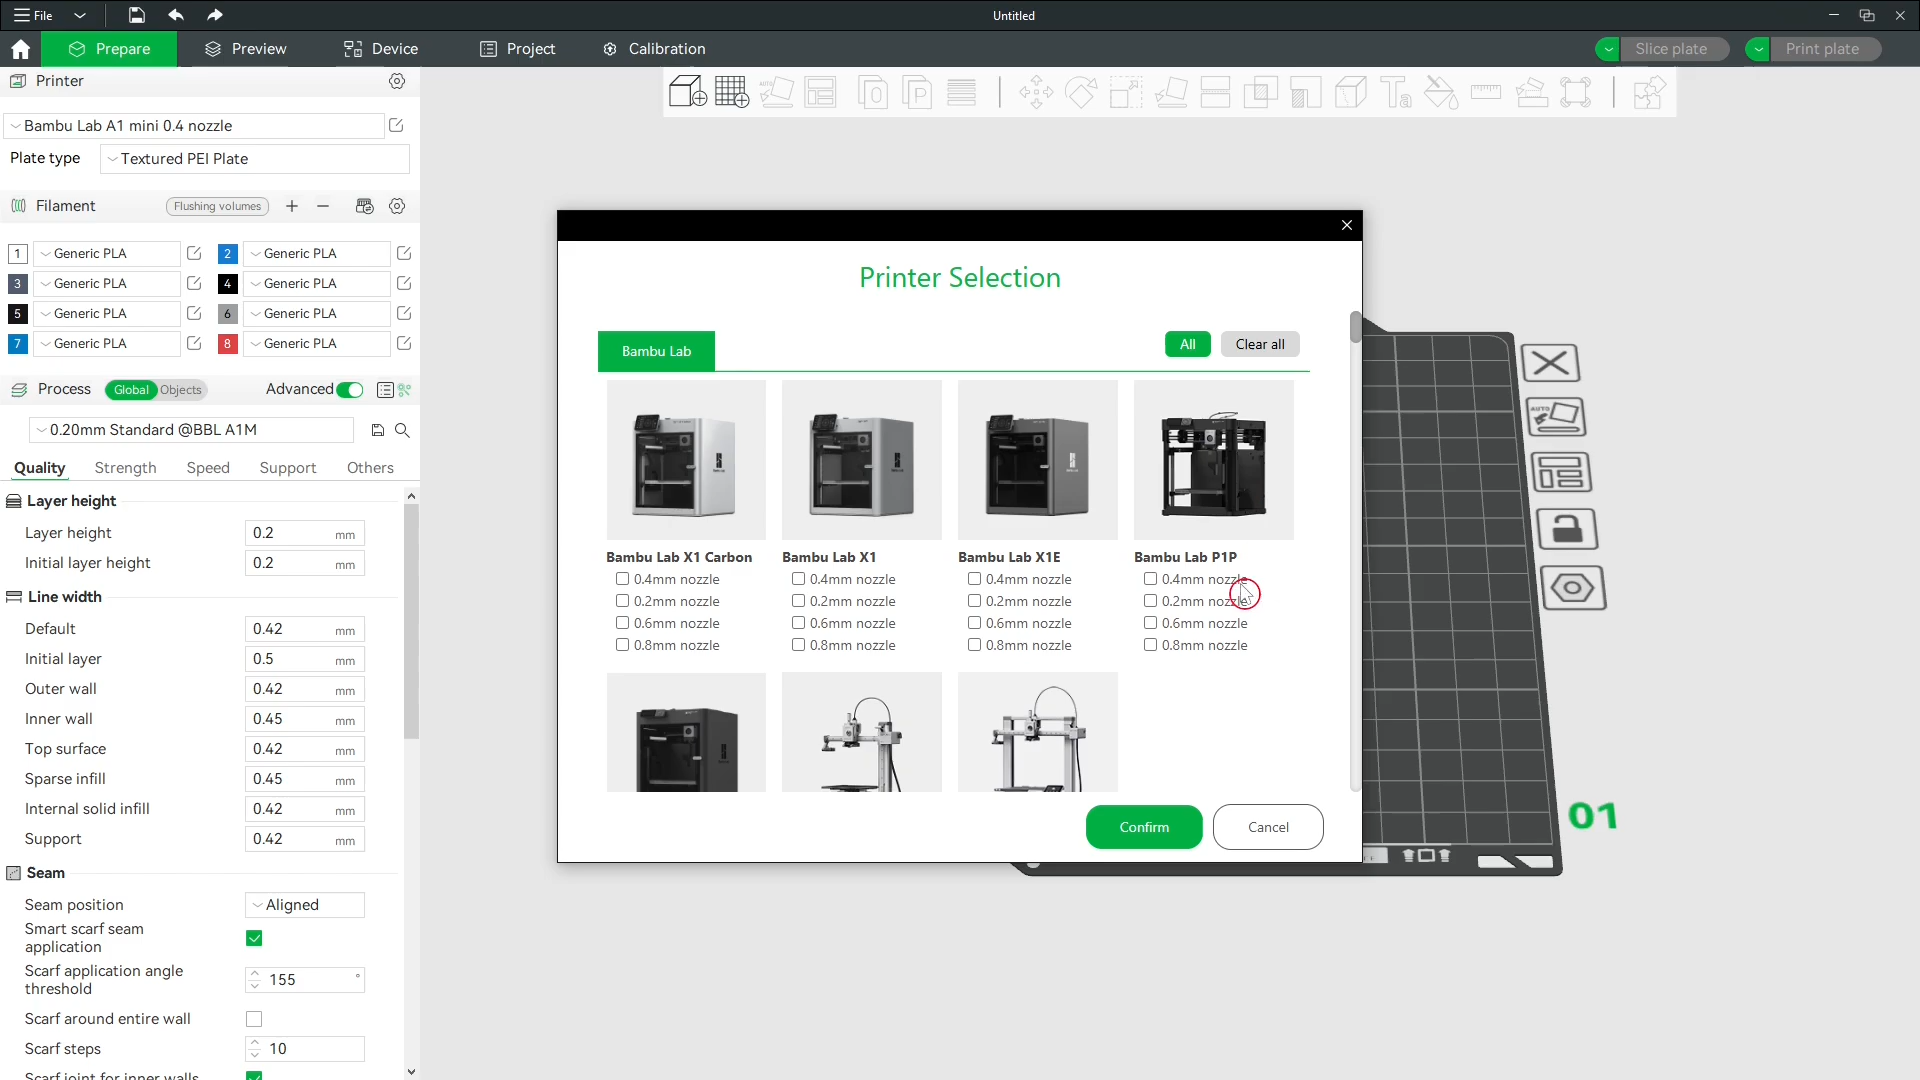 File
Untitled
Prepare
Preview
Device
Project
Calibration
Slice plate
Print plate
Printer
Bambu Lab A1 mini 0.4 nozzle
Plate type
Textured PEI Plate
Filament
Flushing volumes
1 Generic PLA
2 Generic PLA
3 Generic PLA
4 Generic PLA
5 Generic PLA
6 Generic PLA
7 Generic PLA
8 Generic PLA
Process
Global
Objects
Advanced
0.20mm Standard @BBL A1M
Quality
Strength
Speed
Support
Others
Layer height
Layer height 0.2 mm
Initial layer height 0.2 mm
Line width
Default 0.42 mm
Initial layer 0.5 mm
Outer wall 0.42 mm
Inner wall 0.45 mm
Top surface 0.42 mm
Sparse infill 0.45 mm
Internal solid infill 0.42 mm
Support 0.42 mm
Seam
Seam position Aligned
Smart scarf seam
application
Scarf application angle
threshold
155 °
Scarf around entire wall
Scarf steps 10
Scarf joint for inner walls
Printer Selection
Bambu Lab
All
Clear all
Bambu Lab X1 Carbon
0.4mm nozzle
0.2mm nozzle
0.6mm nozzle
0.8mm nozzle
Bambu Lab X1
0.4mm nozzle
0.2mm nozzle
0.6mm nozzle
0.8mm nozzle
Bambu Lab X1E
0.4mm nozzle
0.2mm nozzle
0.6mm nozzle
0.8mm nozzle
Bambu Lab P1P
0.4mm nozzle
0.2mm nozzle
0.6mm nozzle
0.8mm nozzle
Confirm
Cancel
AUTO
01